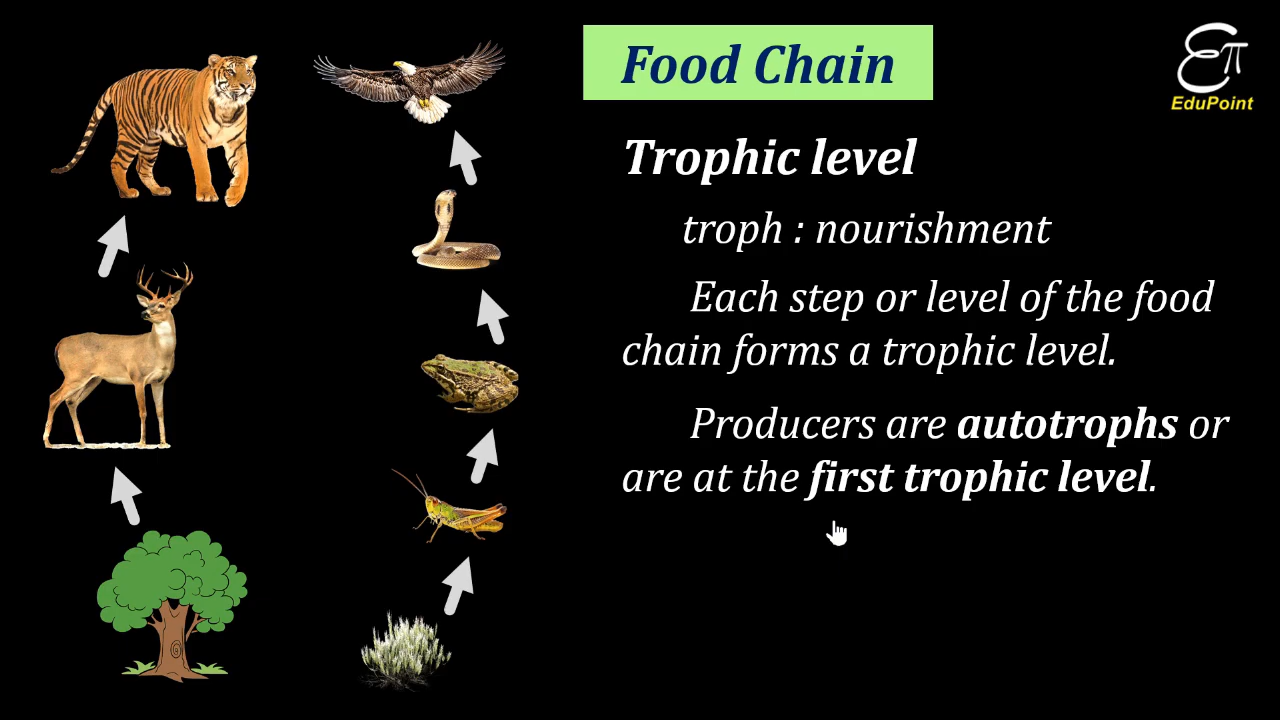 Food Chain
Επ
EduPoint
Trophic level
troph : nourishment
Each step or level of the food
chain forms a trophic level.
Producers are autotrophs or
are at the first trophic level.